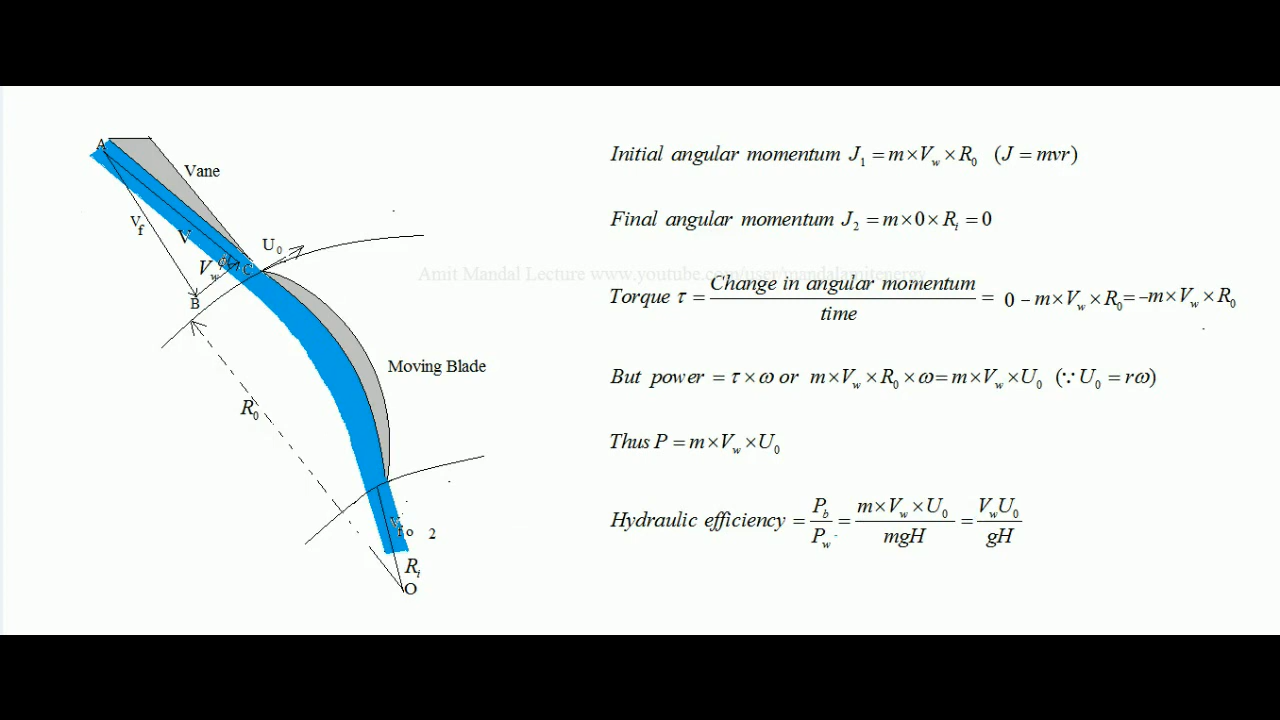 A
Vane
V_f
V
U_0
V_w
ϕ
C
B
Moving Blade
R_0
2
R_i
O
Initial angular momentum J_1 = m×V_w×R_0 (J = mvr)
Final angular momentum J_2 = m×0×R_i = 0
Amit Mandal Lecture www.youtube.com/user/mandalamitenergy
Torque τ = Change in angular momentum / time = 0 − m×V_w×R_0 = −m×V_w×R_0
But power = τ×ω or m×V_w×R_0×ω = m×V_w×U_0 (∵ U_0 = rω)
Thus P = m×V_w×U_0
Hydraulic efficiency = P_b / P_w = m×V_w×U_0 / mgH = V_wU_0 / gH